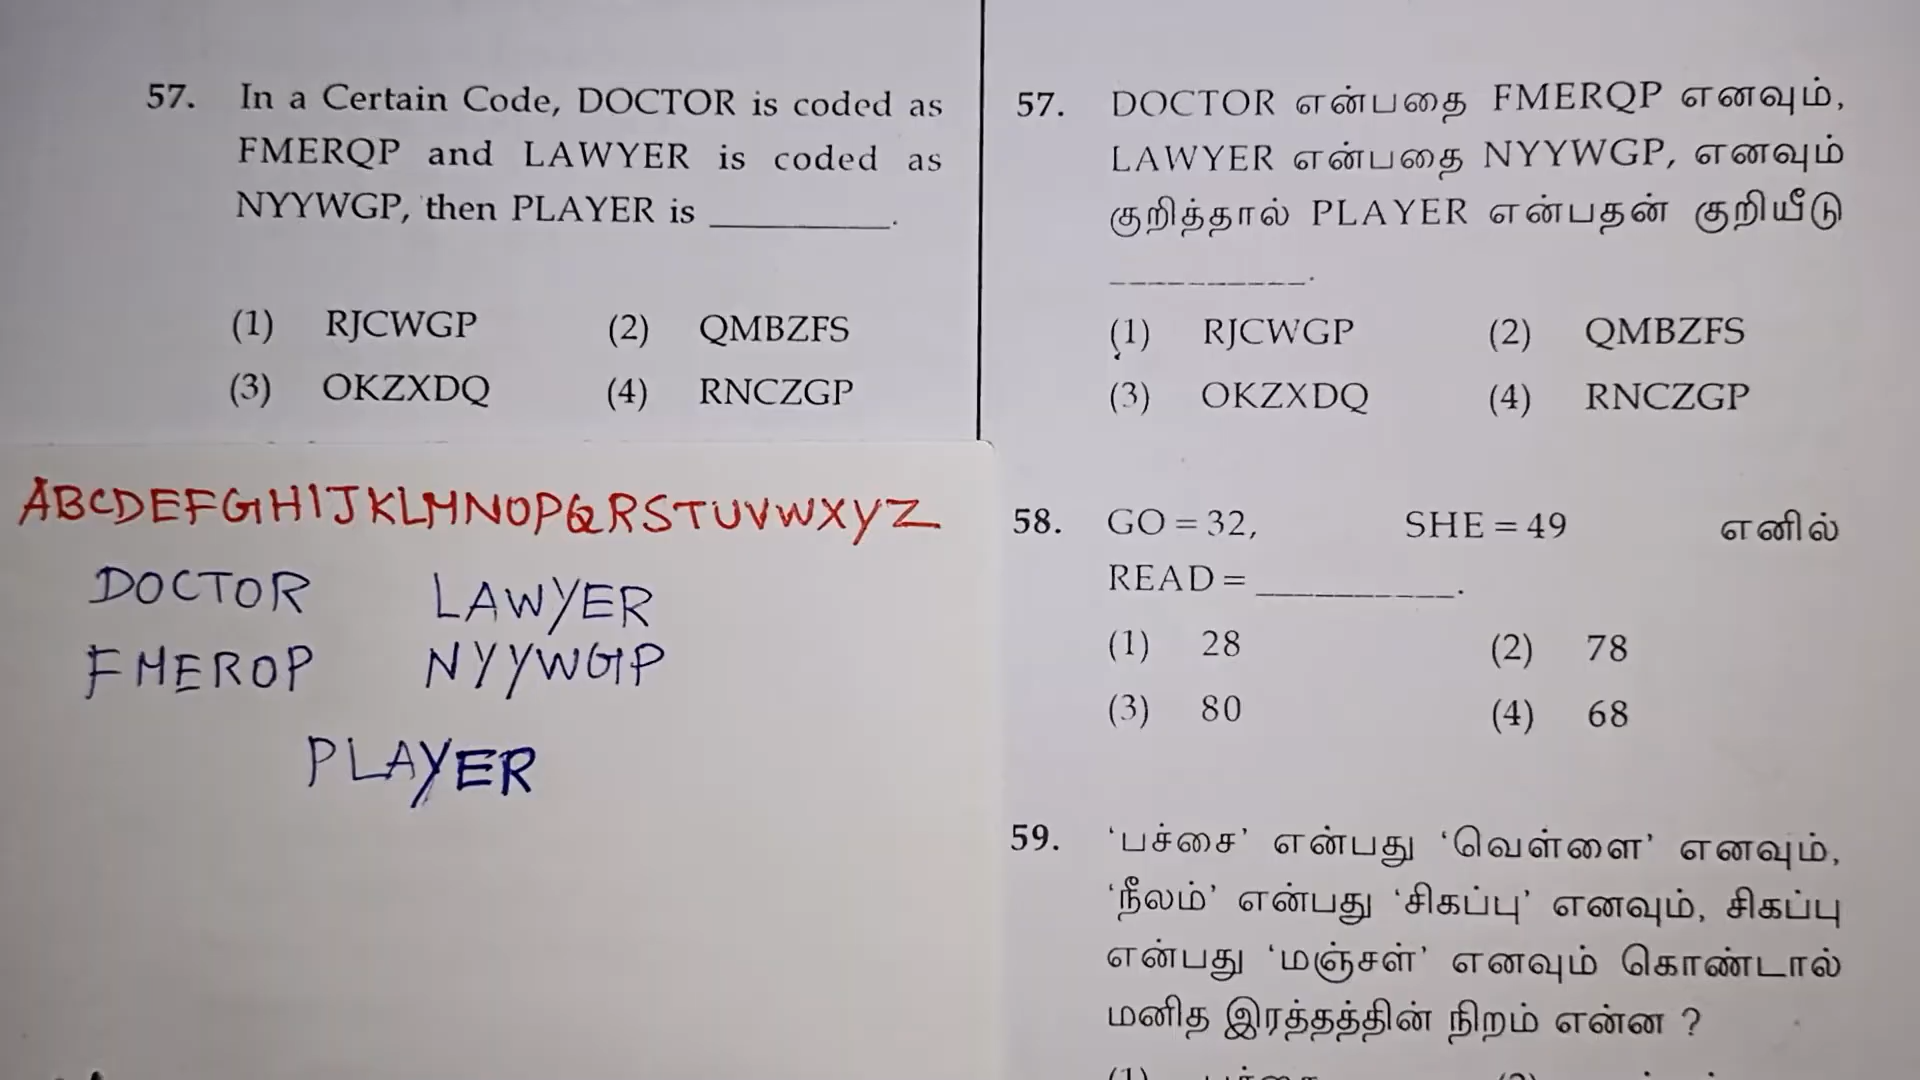 57. In a Certain Code, DOCTOR is coded as
FMERQP and LAWYER is coded as
NYYWGP, then PLAYER is __________.
(1) RJCWGP (2) QMBZFS
(3) OKZXDQ (4) RNCZGP
ABCDEFGHIJKLMNOPQRSTUVWXYZ
DOCTOR LAWYER
FMEROP NYYWGP
PLAYER
57. DOCTOR என்பதை FMERQP எனவும்,
LAWYER என்பதை NYYWGP, எனவும்
குறித்தால் PLAYER என்பதன் குறியீடு
__________.
(1) RJCWGP (2) QMBZFS
(3) OKZXDQ (4) RNCZGP
58. GO = 32, SHE = 49 எனில்
READ = __________.
(1) 28 (2) 78
(3) 80 (4) 68
59. ‘பச்சை’ என்பது ‘வெள்ளை’ எனவும்,
‘நீலம்’ என்பது ‘சிகப்பு’ எனவும், சிகப்பு
என்பது ‘மஞ்சள்’ எனவும் கொண்டால்
மனித இரத்தத்தின் நிறம் என்ன ?